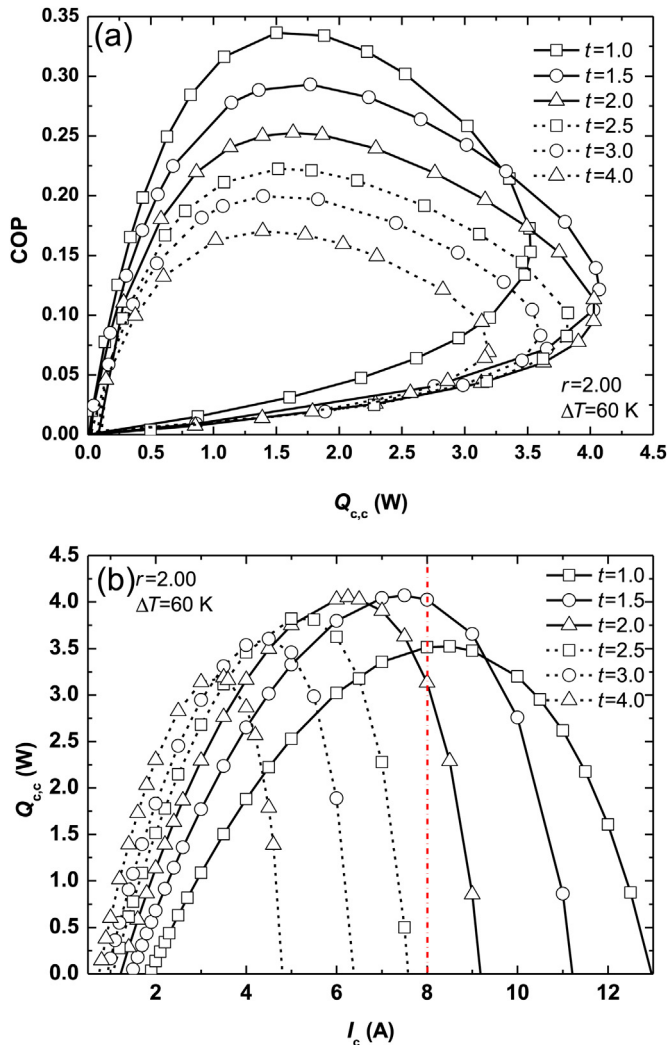 (a)
0.35
0.30
0.25
0.20
0.15
0.10
0.05
0.00
COP
t=1.0
t=1.5
t=2.0
t=2.5
t=3.0
t=4.0
r=2.00
ΔT=60 K
0.0 0.5 1.0 1.5 2.0 2.5 3.0 3.5 4.0 4.5
Qc,c (W)
(b)
r=2.00
ΔT=60 K
4.5
4.0
3.5
3.0
2.5
2.0
1.5
1.0
0.5
0.0
Qc,c (W)
t=1.0
t=1.5
t=2.0
t=2.5
t=3.0
t=4.0
2 4 6 8 10 12
Ic (A)